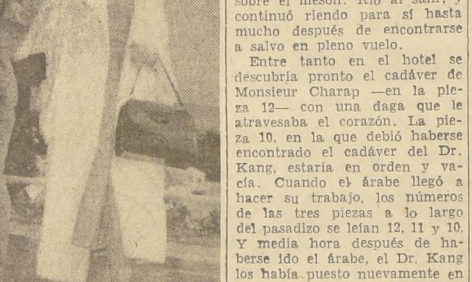 sobre el mesón. Rió al salir, y
continuó riendo para sí hasta
mucho después de encontrarse
a salvo en pleno vuelo.
Entre tanto en el hotel se
descubría pronto el cadáver de
Monsieur Charap —en la pie-
za 12— con una daga que le
atravesaba el corazón. La pie-
za 10, en la que debió haberse
encontrado el cadáver del Dr.
Kang, estaría en orden y va-
cía. Cuando el árabe llegó a
hacer su trabajo, los números
de las tres piezas a lo largo
del pasadizo se leían 12, 11 y 10.
Y media hora después de ha-
berse ido el árabe, el Dr. Kang
los había puesto nuevamente en